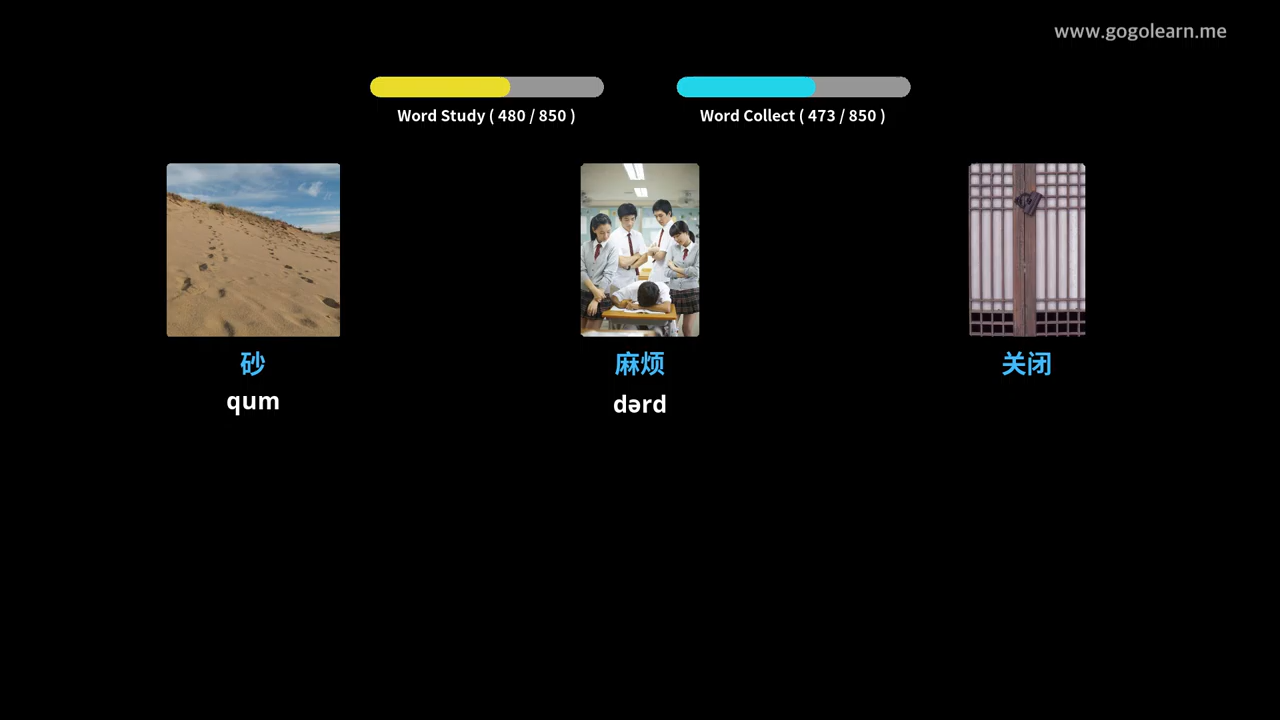 www.gogolearn.me
Word Study ( 480 / 850 )
Word Collect ( 473 / 850 )
砂
麻烦
关闭
qum
dərd